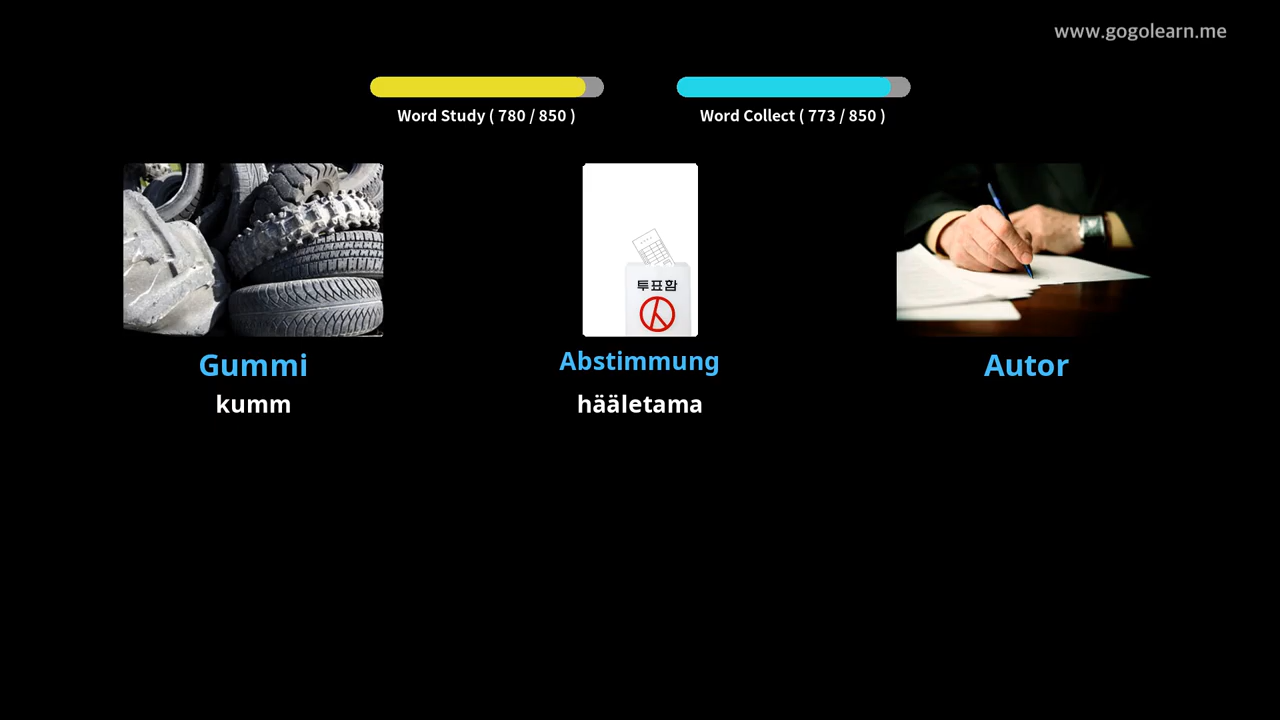 www.gogolearn.me
Word Study ( 780 / 850 )
Word Collect ( 773 / 850 )
투표함
Gummi
Abstimmung
Autor
kumm
hääletama